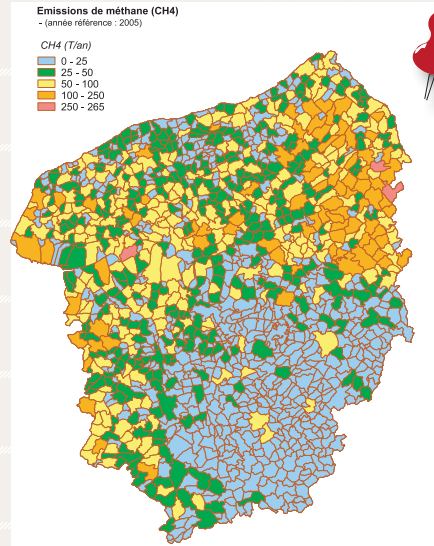 Emissions de méthane (CH4)
- (année référence : 2005)
CH4 (T/an)
0 - 25
25 - 50
50 - 100
100 - 250
250 - 265